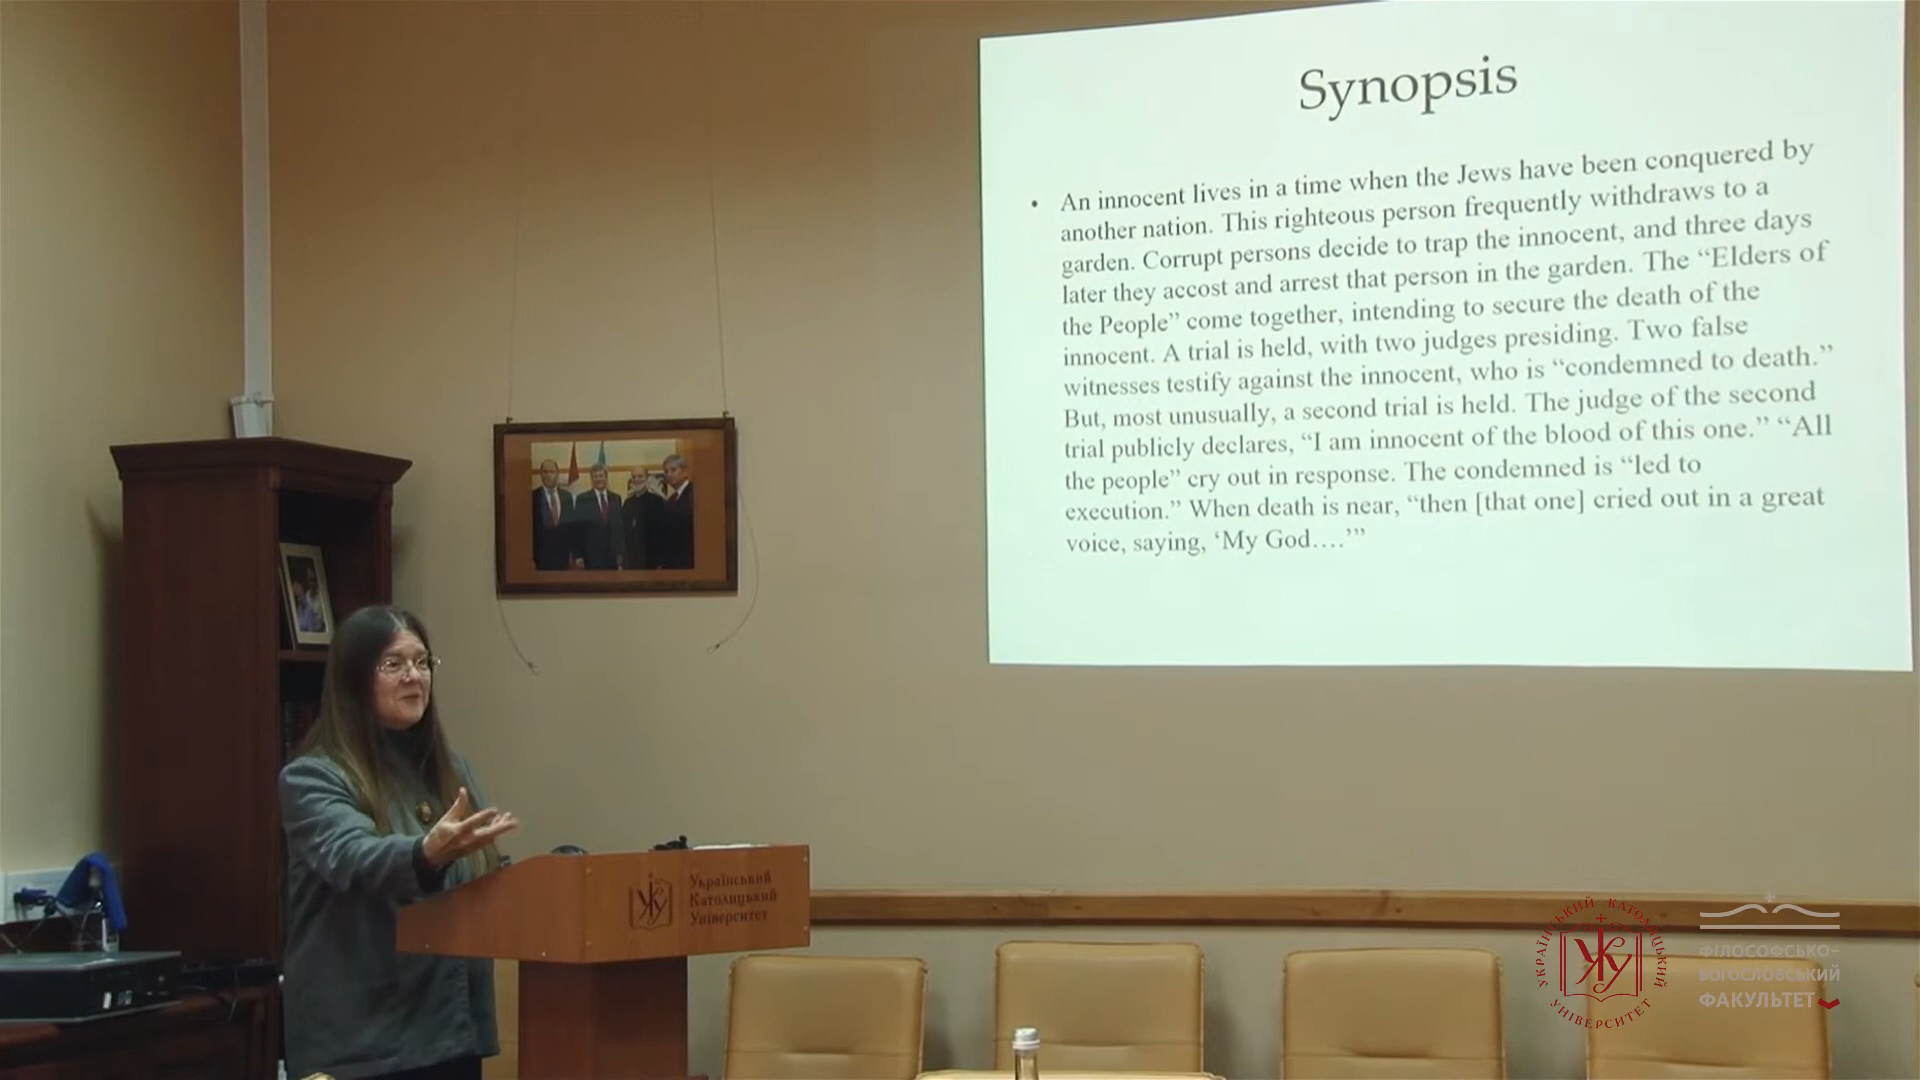 Synopsis
• An innocent lives in a time when the Jews have been conquered by
another nation. This righteous person frequently withdraws to a
garden. Corrupt persons decide to trap the innocent, and three days
later they accost and arrest that person in the garden. The “Elders of
the People” come together, intending to secure the death of the
innocent. A trial is held, with two judges presiding. Two false
witnesses testify against the innocent, who is “condemned to death.”
But, most unusually, a second trial is held. The judge of the second
trial publicly declares, “I am innocent of the blood of this one.” “All
the people” cry out in response. The condemned is “led to
execution.” When death is near, “then [that one] cried out in a great
voice, saying, ‘My God….’”
Український
Католицький
Університет
УКРАЇНСЬКИЙ КАТОЛИЦЬКИЙ УНІВЕРСИТЕТ
ФІЛОСОФСЬКО-
БОГОСЛОВСЬКИЙ
ФАКУЛЬТЕТ